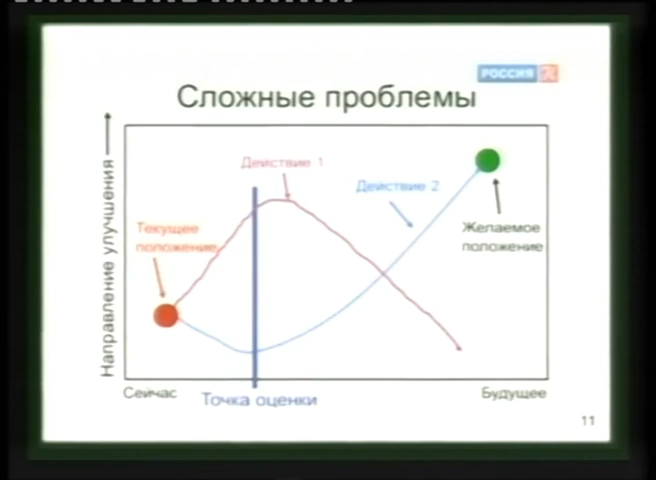 РОССИЯ
Сложные проблемы
Направление улучшения
Действие 1
Действие 2
Текущее
положение
Желаемое
положение
Сейчас
Точка оценки
Будущее
11